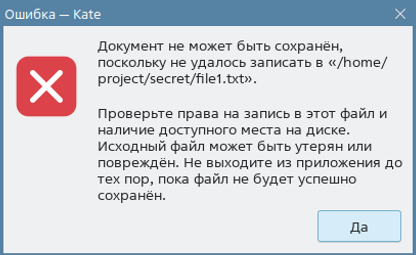 Ошибка — Kate
Документ не может быть сохранён,
поскольку не удалось записать в «/home/
project/secret/file1.txt».
Проверьте права на запись в этот файл и
наличие доступного места на диске.
Исходный файл может быть утерян или
повреждён. Не выходите из приложения до
тех пор, пока файл не будет успешно
сохранён.
Да